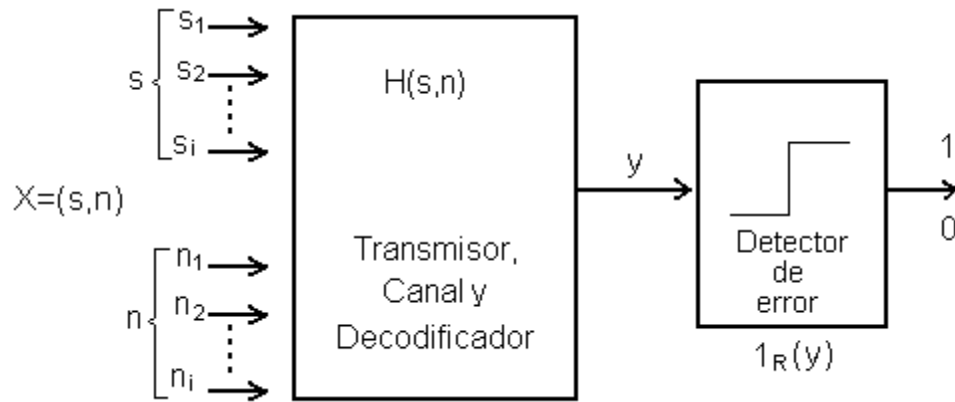 s
s1
s2
si
X=(s,n)
n
n1
n2
ni
H(s,n)
Transmisor,
Canal y
Decodificador
y
Detector
de
error
1R(y)
1
0